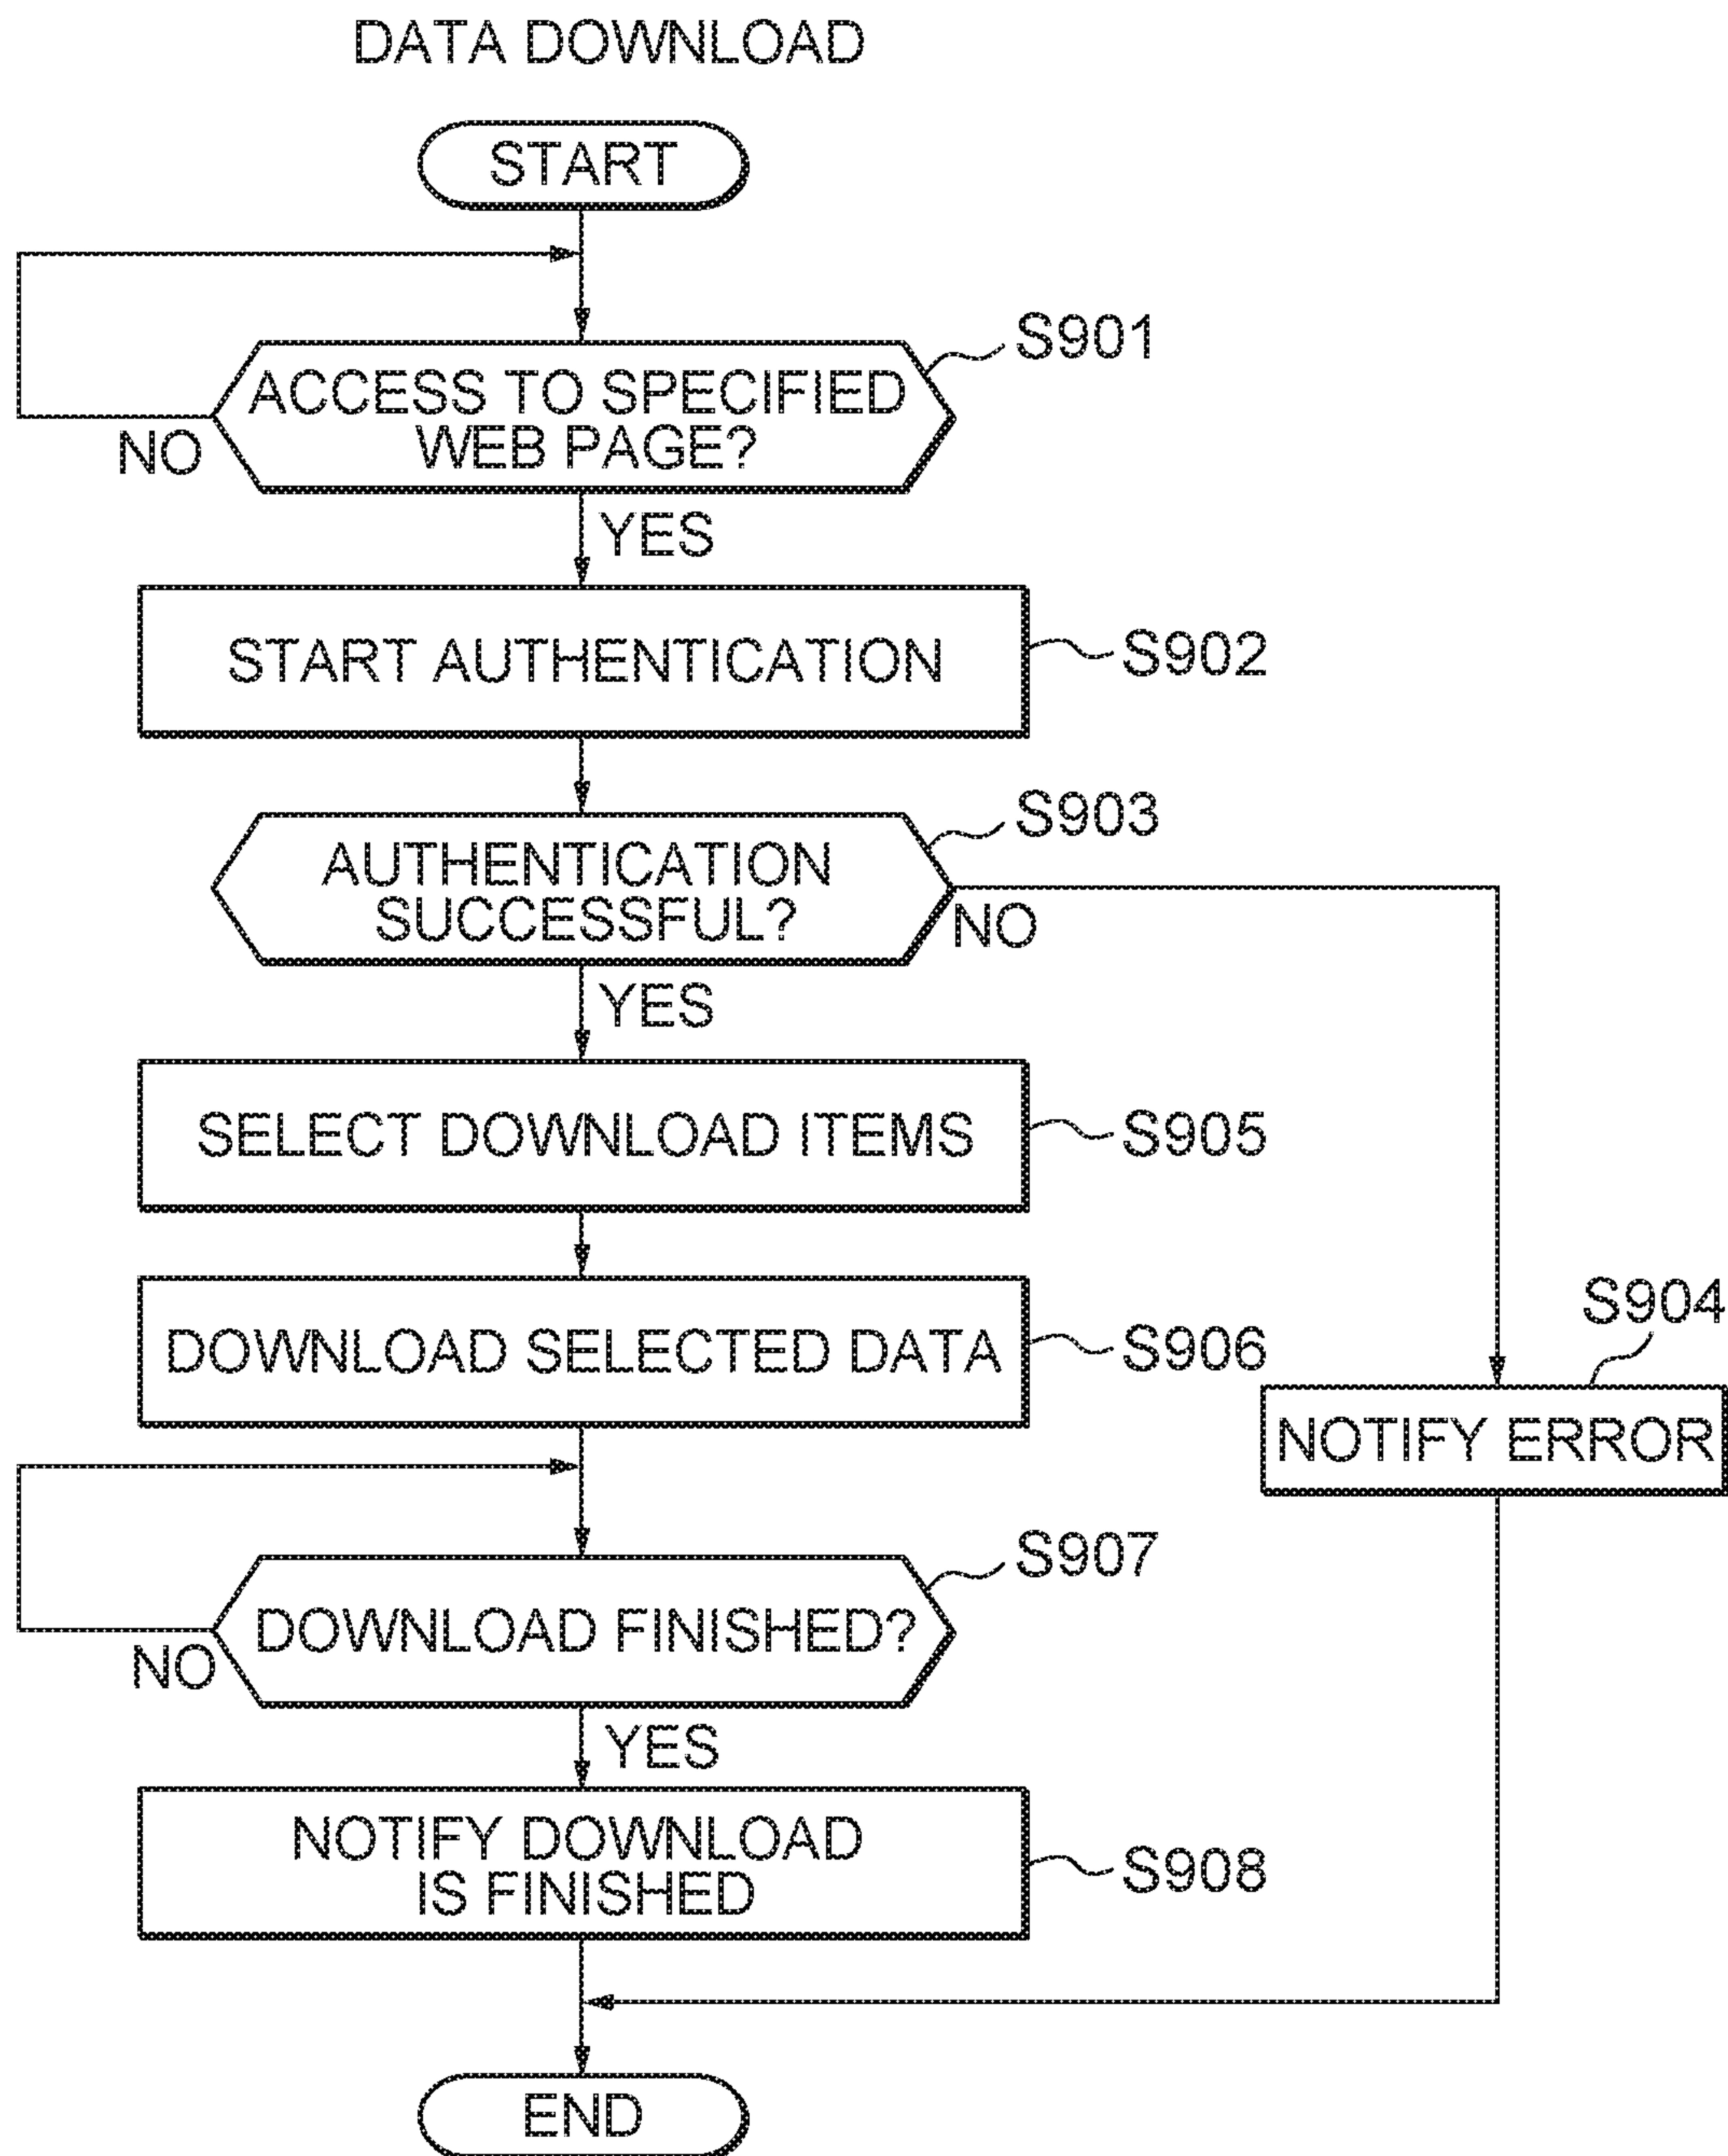 DATA DOWNLOAD
START
S901
ACCESS TO SPECIFIED
WEB PAGE?
NO
YES
START AUTHENTICATION
S902
S903
AUTHENTICATION
SUCCESSFUL?
NO
YES
SELECT DOWNLOAD ITEMS
S905
DOWNLOAD SELECTED DATA
S906
S904
NOTIFY ERROR
S907
DOWNLOAD FINISHED?
NO
YES
NOTIFY DOWNLOAD
IS FINISHED
S908
END